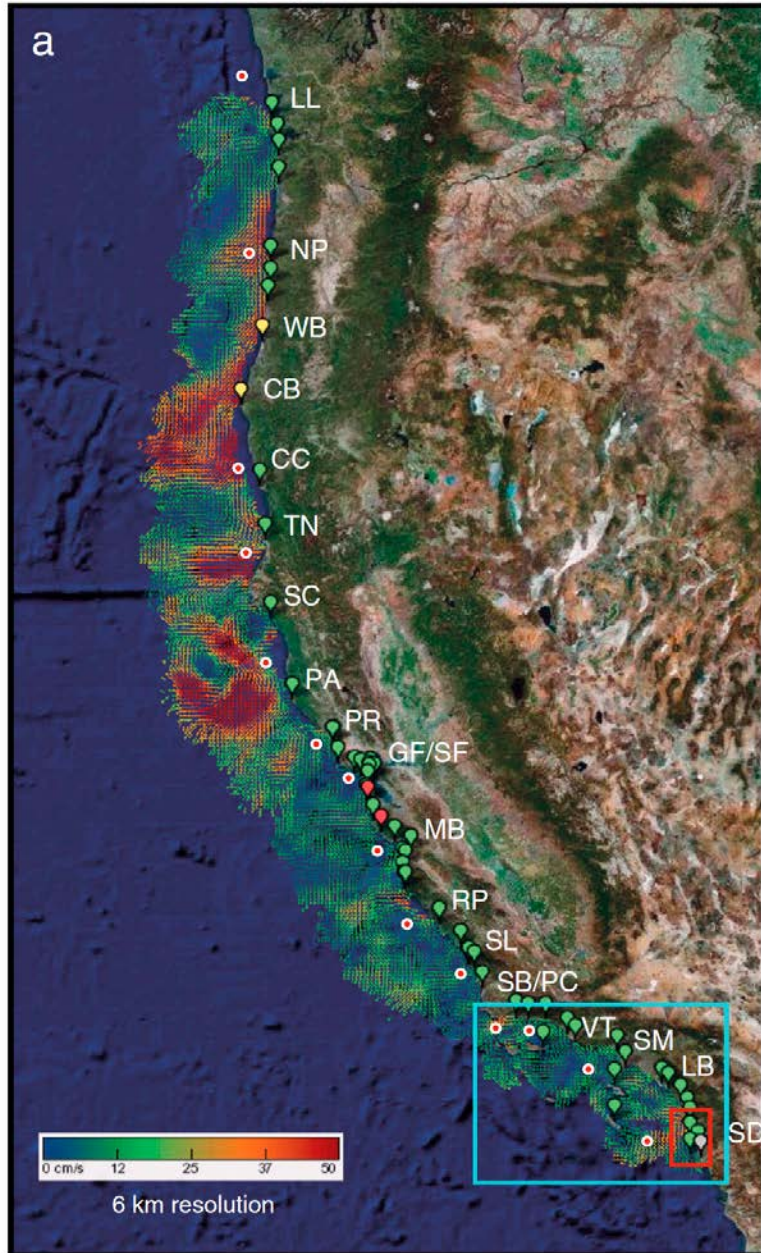 a
LL
NP
WB
CB
CC
TN
SC
PA
PR
GF/SF
MB
RP
SL
SB/PC
VT
SM
LB
SD
0 cm/s 12 25 37 50
6 km resolution